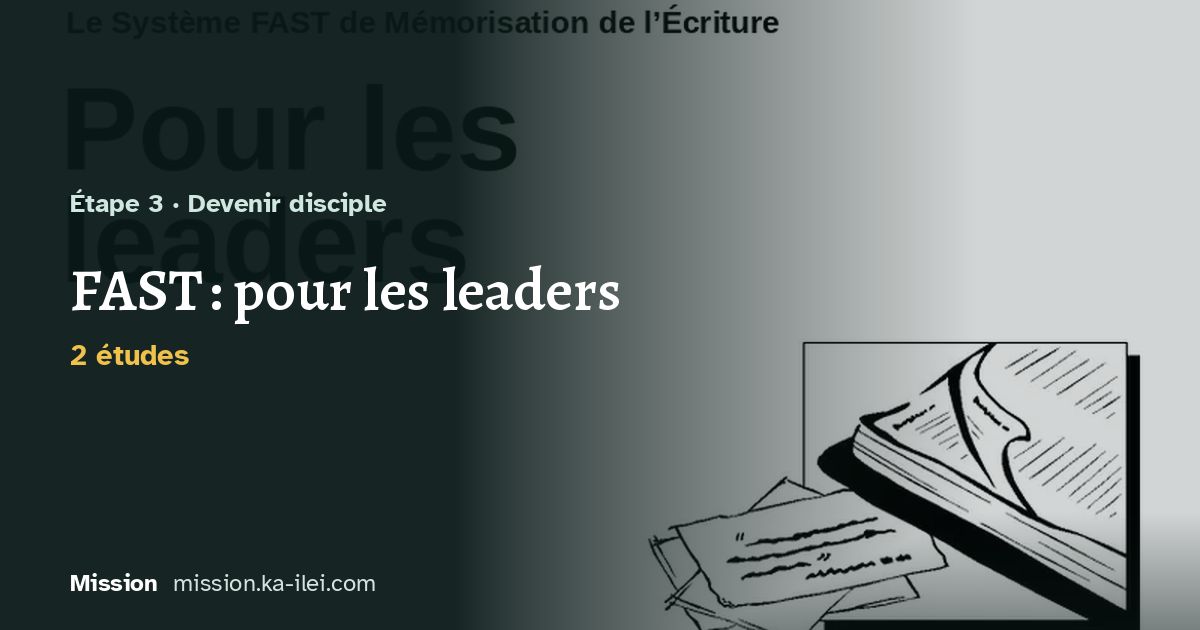 Le Système FAST de Mémorisation de l’Écriture
Pour les
leaders
Étape 3 · Devenir disciple
FAST : pour les leaders
2 études
Mission mission.ka-ilei.com